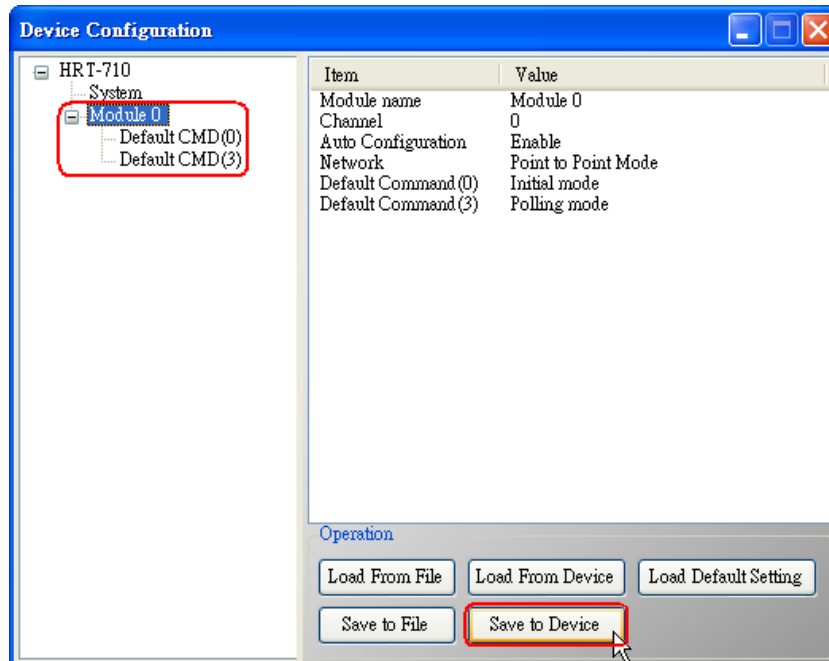 Device Configuration
HRT-710
System
Module 0
Default CMD(0)
Default CMD(3)
Item Value
Module name Module 0
Channel 0
Auto Configuration Enable
Network Point to Point Mode
Default Command(0) Initial mode
Default Command(3) Polling mode
Operation
Load From File Load From Device Load Default Setting
Save to File Save to Device